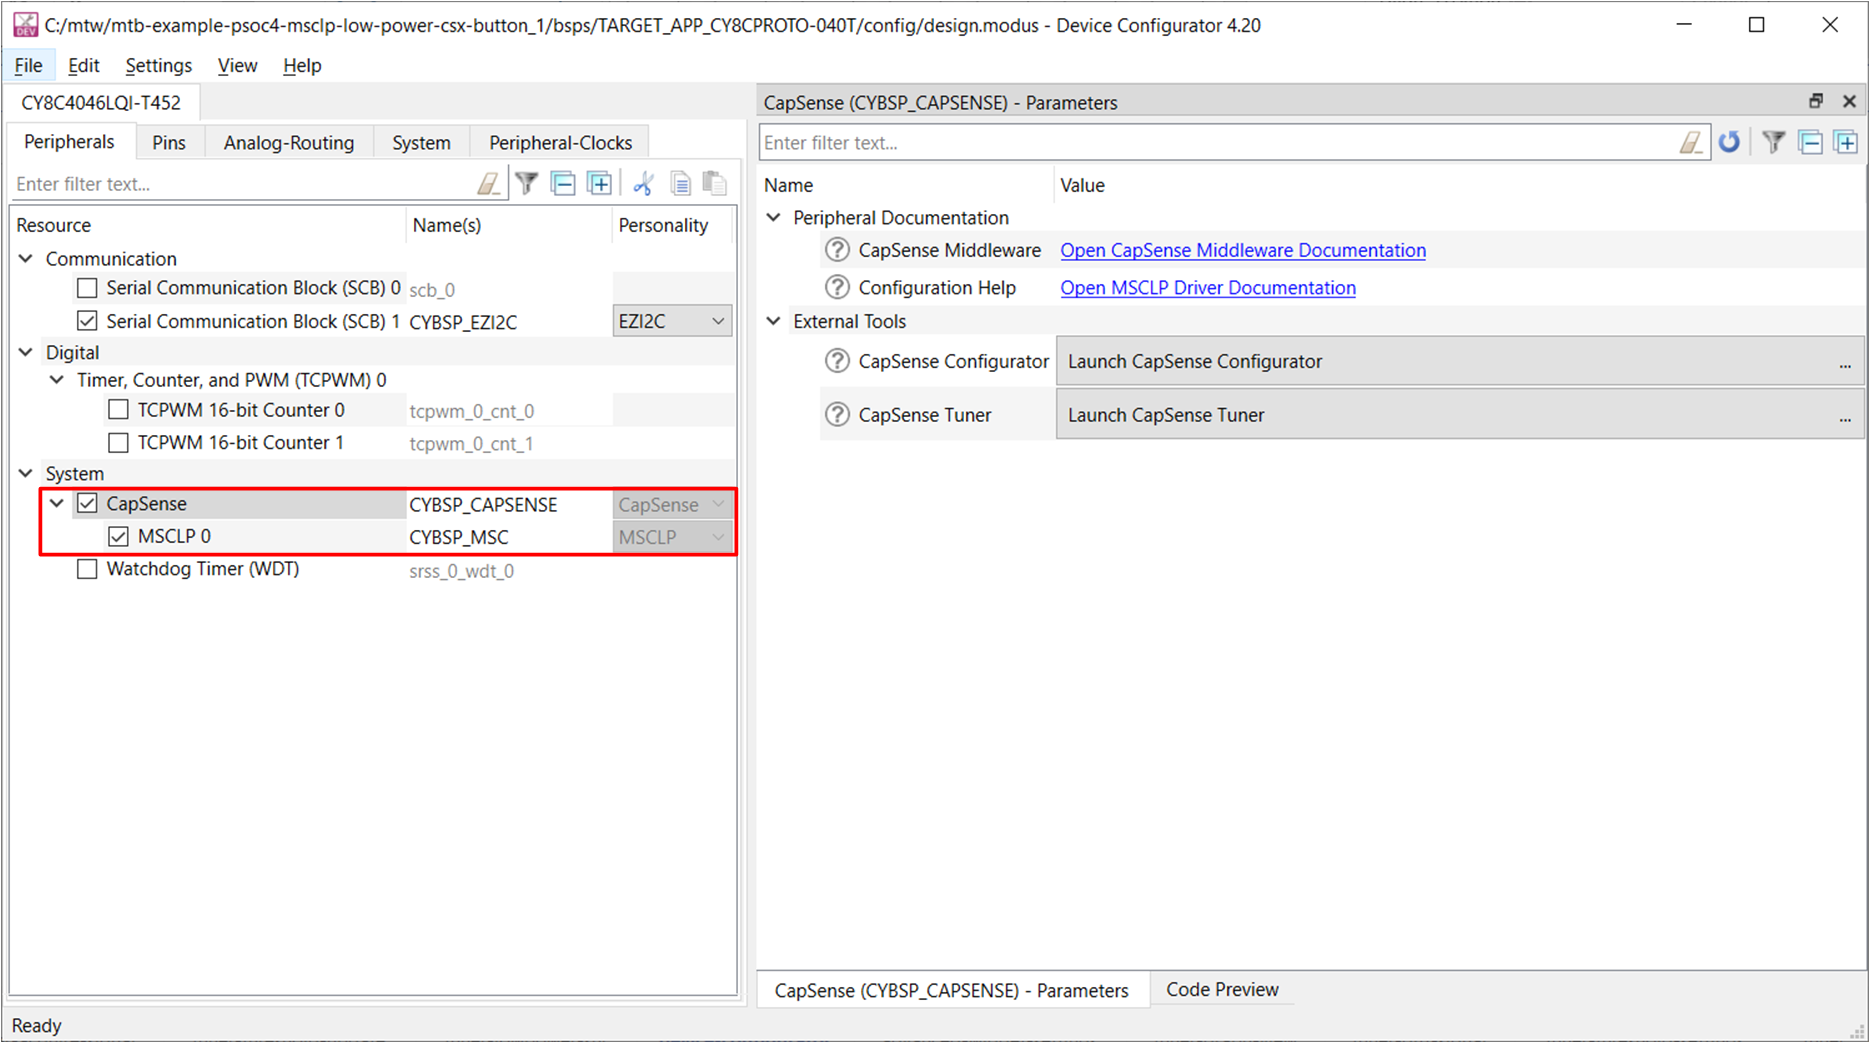 C:/mtw/mtb-example-psoc4-msclp-low-power-csx-button_1/bsps/TARGET_APP_CY8CPROTO-040T/config/design.modus - Device Configurator 4.20
File Edit Settings View Help
CY8C4046LQI-T452
Peripherals Pins Analog-Routing System Peripheral-Clocks
Enter filter text...
Resource Name(s) Personality
Communication
Serial Communication Block (SCB) 0 scb_0
Serial Communication Block (SCB) 1 CYBSP_EZI2C EZI2C
Digital
Timer, Counter, and PWM (TCPWM) 0
TCPWM 16-bit Counter 0 tcpwm_0_cnt_0
TCPWM 16-bit Counter 1 tcpwm_0_cnt_1
System
CapSense CYBSP_CAPSENSE CapSense
MSCLP 0 CYBSP_MSC MSCLP
Watchdog Timer (WDT) srss_0_wdt_0
CapSense (CYBSP_CAPSENSE) - Parameters
Enter filter text...
Name Value
Peripheral Documentation
CapSense Middleware Open CapSense Middleware Documentation
Configuration Help Open MSCLP Driver Documentation
External Tools
CapSense Configurator Launch CapSense Configurator ...
CapSense Tuner Launch CapSense Tuner ...
CapSense (CYBSP_CAPSENSE) - Parameters Code Preview
Ready